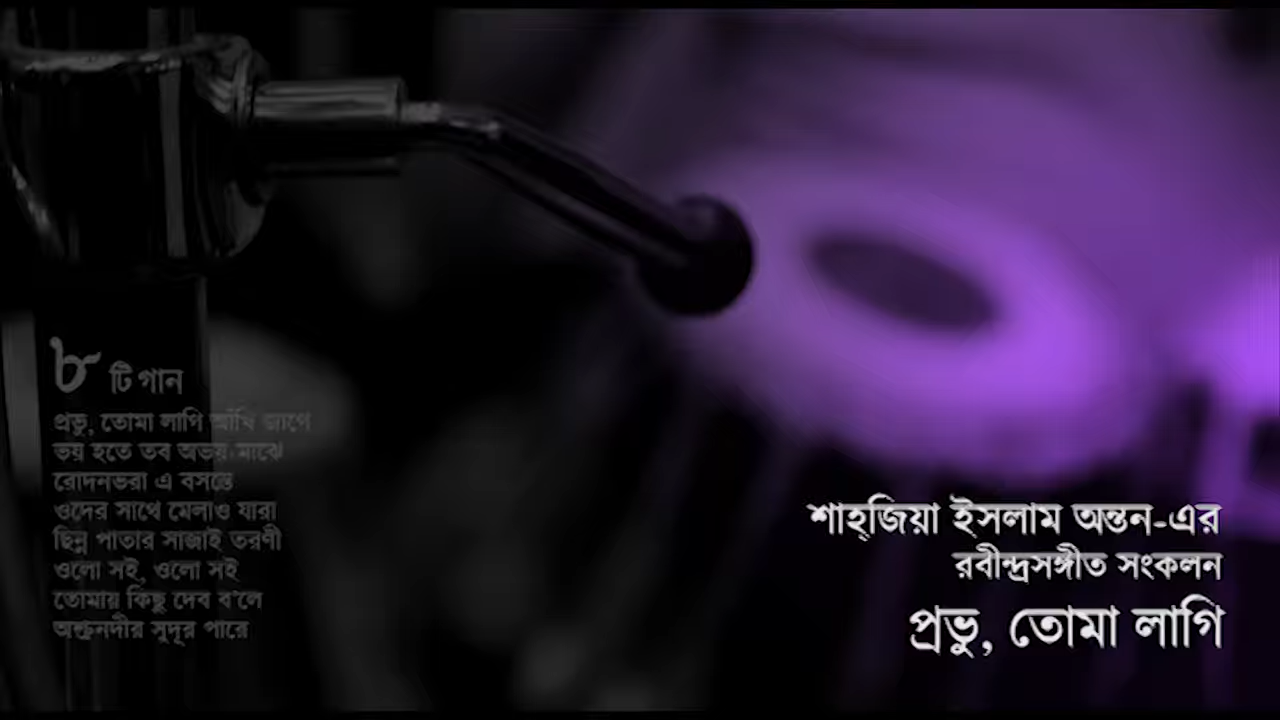 ৮ টি গান
প্রভু, তোমা লাগি আঁখি জাগে
ভয় হতে তব অভয় মাঝে
রোদনভরা এ বসন্ত
ওদের সাথে মেলাও যারা
ছিন্ন পাতার সাজাই তরণী
ওলো সই, ওলো সই
তোমায় কিছু দেব ব'লে
অশ্রুনদীর সুদূর পারে
শাহ্‌জিয়া ইসলাম অন্তন-এর
রবীন্দ্রসঙ্গীত সংকলন
প্রভু, তোমা লাগি